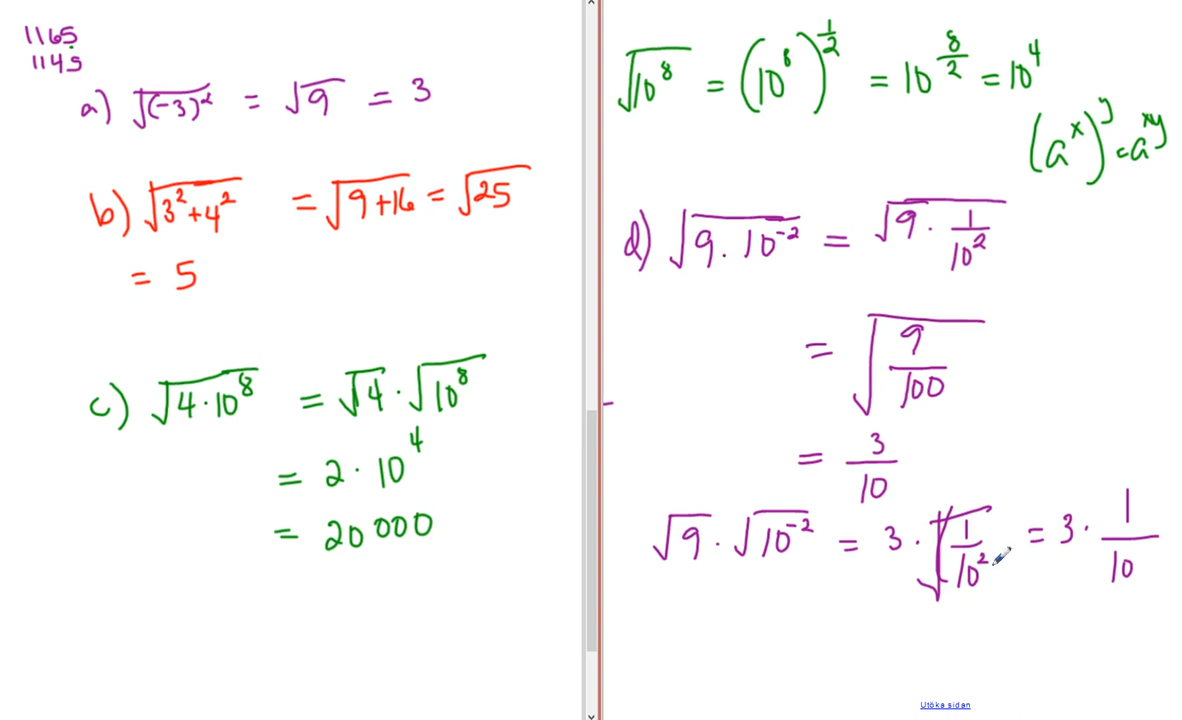 1165
1145
a) √(-3)² = √9 = 3
b) √3²+4² = √9+16 = √25
= 5
c) √4·10⁸ = √4 · √10⁸
= 2 · 10⁴
= 20 000
√10⁸ = (10⁸)^½ = 10^(8/2) = 10⁴
(aˣ)ʸ = aˣʸ
d) √9·10⁻² = √9 · 1/10²
= √9/100
= 3/10
√9 · √10⁻² = 3 · √1/10² = 3 · 1/10
Utöka sidan